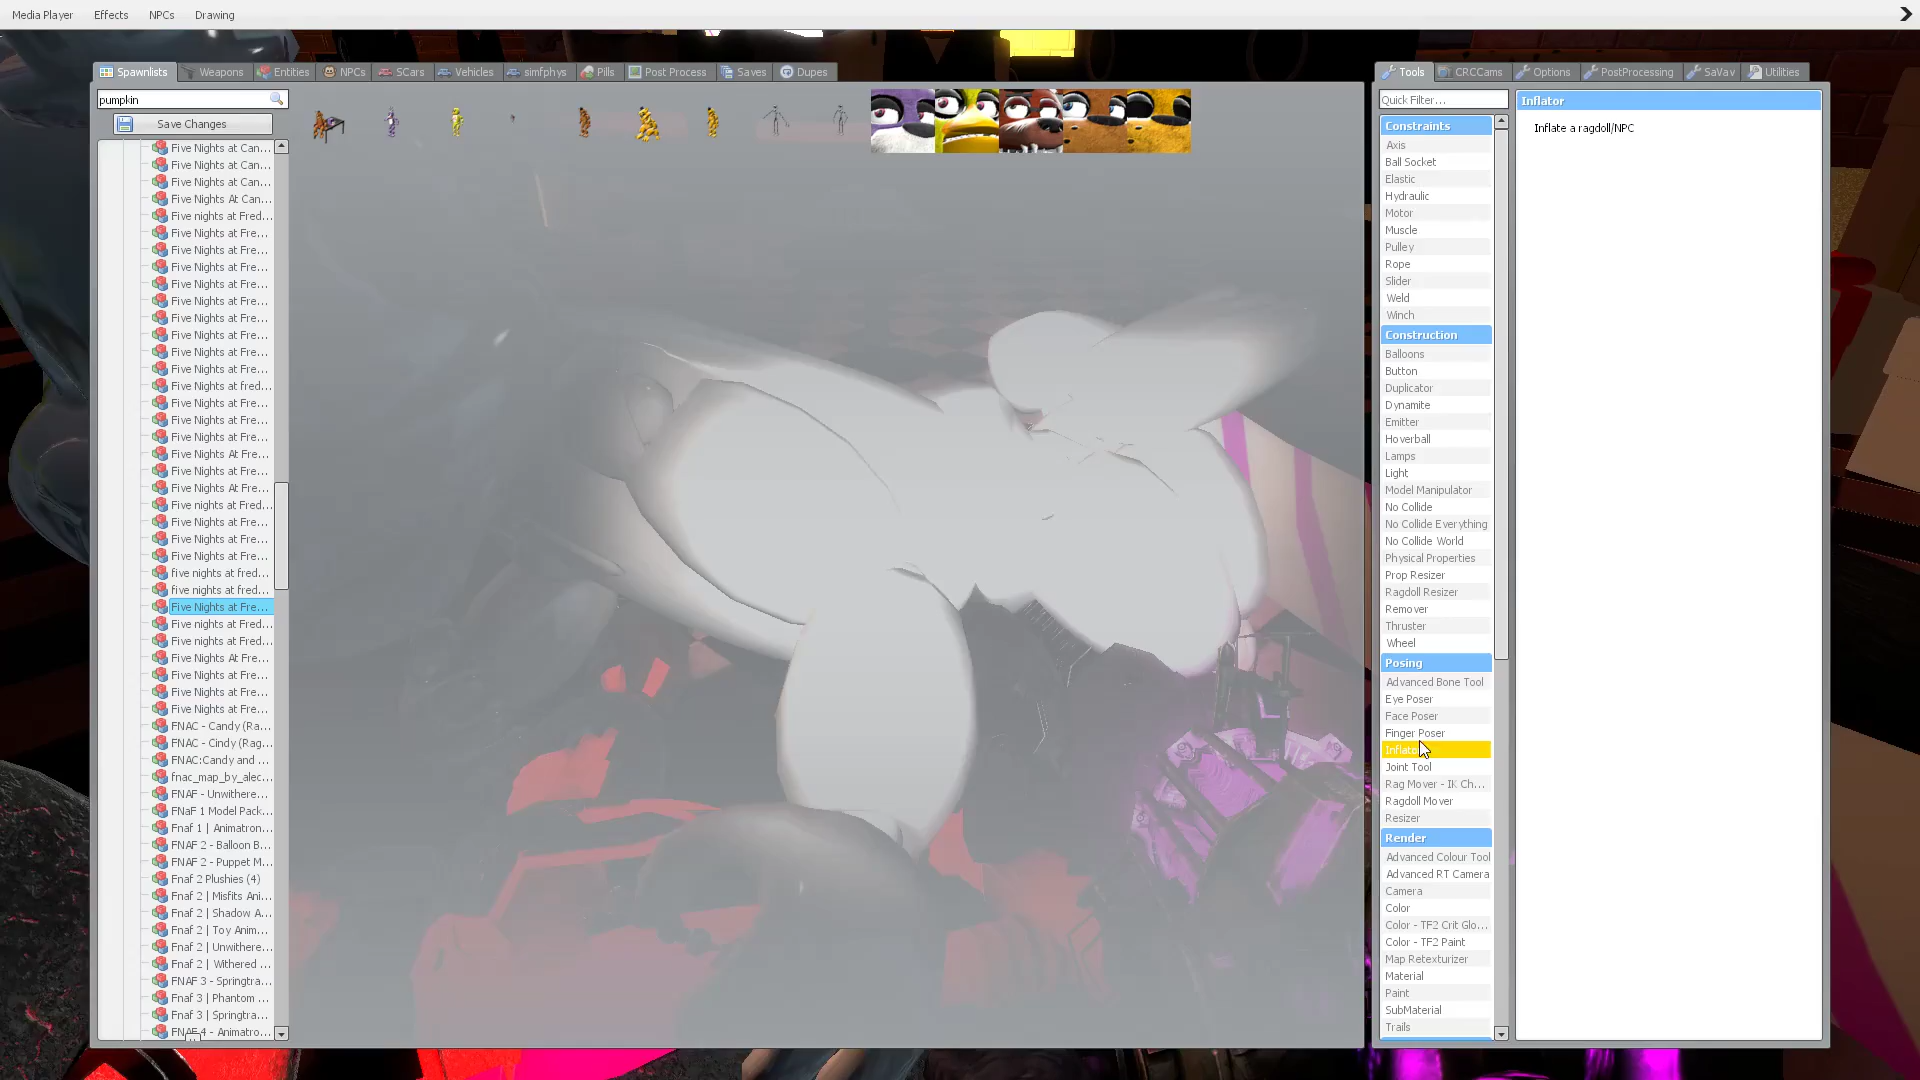 Media Player Effects NPCs Drawing
Spawnlists Weapons Entities NPCs SCars Vehicles simfphys Pills Post Process Saves Dupes
pumpkin
Save Changes
Five Nights at Can...
Five Nights at Can...
Five Nights at Can...
Five Nights At Can...
Five nights at Fred...
Five Nights at Fre...
Five Nights at Fre...
Five Nights at Fre...
Five Nights at Fre...
Five Nights at Fre...
Five Nights at Fre...
Five Nights at Fre...
Five Nights at Fre...
Five Nights at Fre...
Five Nights at fred...
Five Nights at Fre...
Five Nights at Fre...
Five Nights at Fre...
Five Nights At Fre...
Five Nights at Fre...
Five Nights At Fre...
Five nights at Fred...
Five Nights at Fre...
Five Nights at Fre...
Five Nights at Fre...
five nights at fred...
five nights at fred...
Five Nights at Fre...
Five nights at Fred...
Five nights at Fred...
Five Nights At Fre...
Five Nights at Fre...
Five Nights at Fre...
Five Nights at Fre...
FNAC - Candy (Ra...
FNAC - Cindy (Rag...
FNAC:Candy and ...
fnac_map_by_alec...
FNAF - Unwithere...
FNaF 1 Model Pack...
Fnaf 1 | Animatron...
FNAF 2 - Balloon B...
FNAF 2 - Puppet M...
Fnaf 2 Plushies (4)
Fnaf 2 | Misfits Ani...
Fnaf 2 | Shadow A...
Fnaf 2 | Toy Anim...
Fnaf 2 | Unwithere...
Fnaf 2 | Withered ...
FNAF 3 - Springtra...
Fnaf 3 | Phantom ...
Fnaf 3 | Springtra...
FNAF 4 - Animatro...
Tools CRCCams Options PostProcessing SaVav Utilities
Quick Filter...
Constraints
Axis
Ball Socket
Elastic
Hydraulic
Motor
Muscle
Pulley
Rope
Slider
Weld
Winch
Construction
Balloons
Button
Duplicator
Dynamite
Emitter
Hoverball
Lamps
Light
Model Manipulator
No Collide
No Collide Everything
No Collide World
Physical Properties
Prop Resizer
Ragdoll Resizer
Remover
Thruster
Wheel
Posing
Advanced Bone Tool
Eye Poser
Face Poser
Finger Poser
Inflator
Joint Tool
Rag Mover - IK Ch...
Ragdoll Mover
Resizer
Render
Advanced Colour Tool
Advanced RT Camera
Camera
Color
Color - TF2 Crit Glo...
Color - TF2 Paint
Map Retexturizer
Material
Paint
SubMaterial
Trails
Inflator
Inflate a ragdoll/NPC